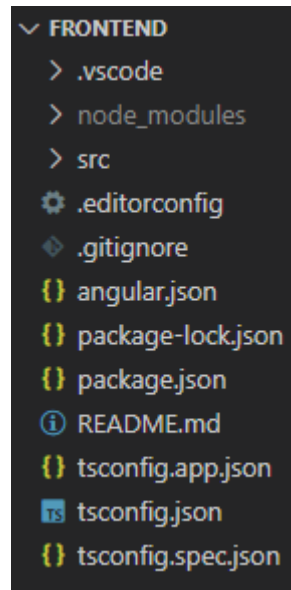 FRONTEND
.vscode
node_modules
src
.editorconfig
.gitignore
{} angular.json
{} package-lock.json
{} package.json
README.md
{} tsconfig.app.json
TS tsconfig.json
{} tsconfig.spec.json